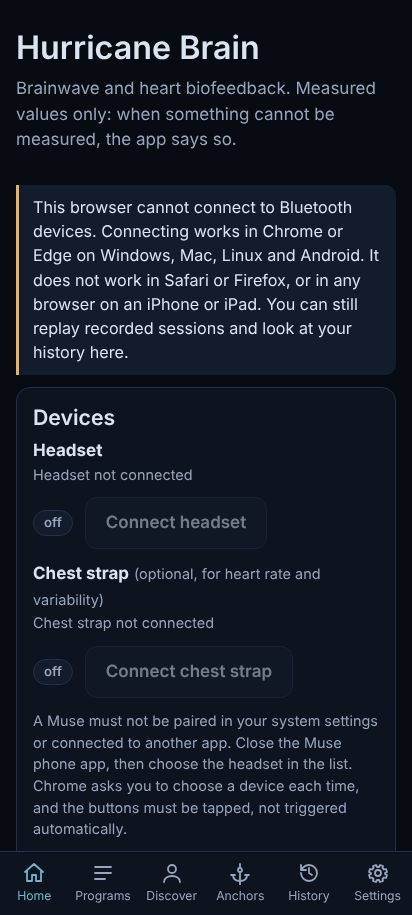 Hurricane Brain
Brainwave and heart biofeedback. Measured
values only: when something cannot be
measured, the app says so.
This browser cannot connect to Bluetooth
devices. Connecting works in Chrome or
Edge on Windows, Mac, Linux and Android. It
does not work in Safari or Firefox, or in any
browser on an iPhone or iPad. You can still
replay recorded sessions and look at your
history here.
Devices
Headset
Headset not connected
off
Connect headset
Chest strap (optional, for heart rate and
variability)
Chest strap not connected
off
Connect chest strap
A Muse must not be paired in your system settings
or connected to another app. Close the Muse
phone app, then choose the headset in the list.
Chrome asks you to choose a device each time,
and the buttons must be tapped, not triggered
automatically.
Home
Programs
Discover
Anchors
History
Settings